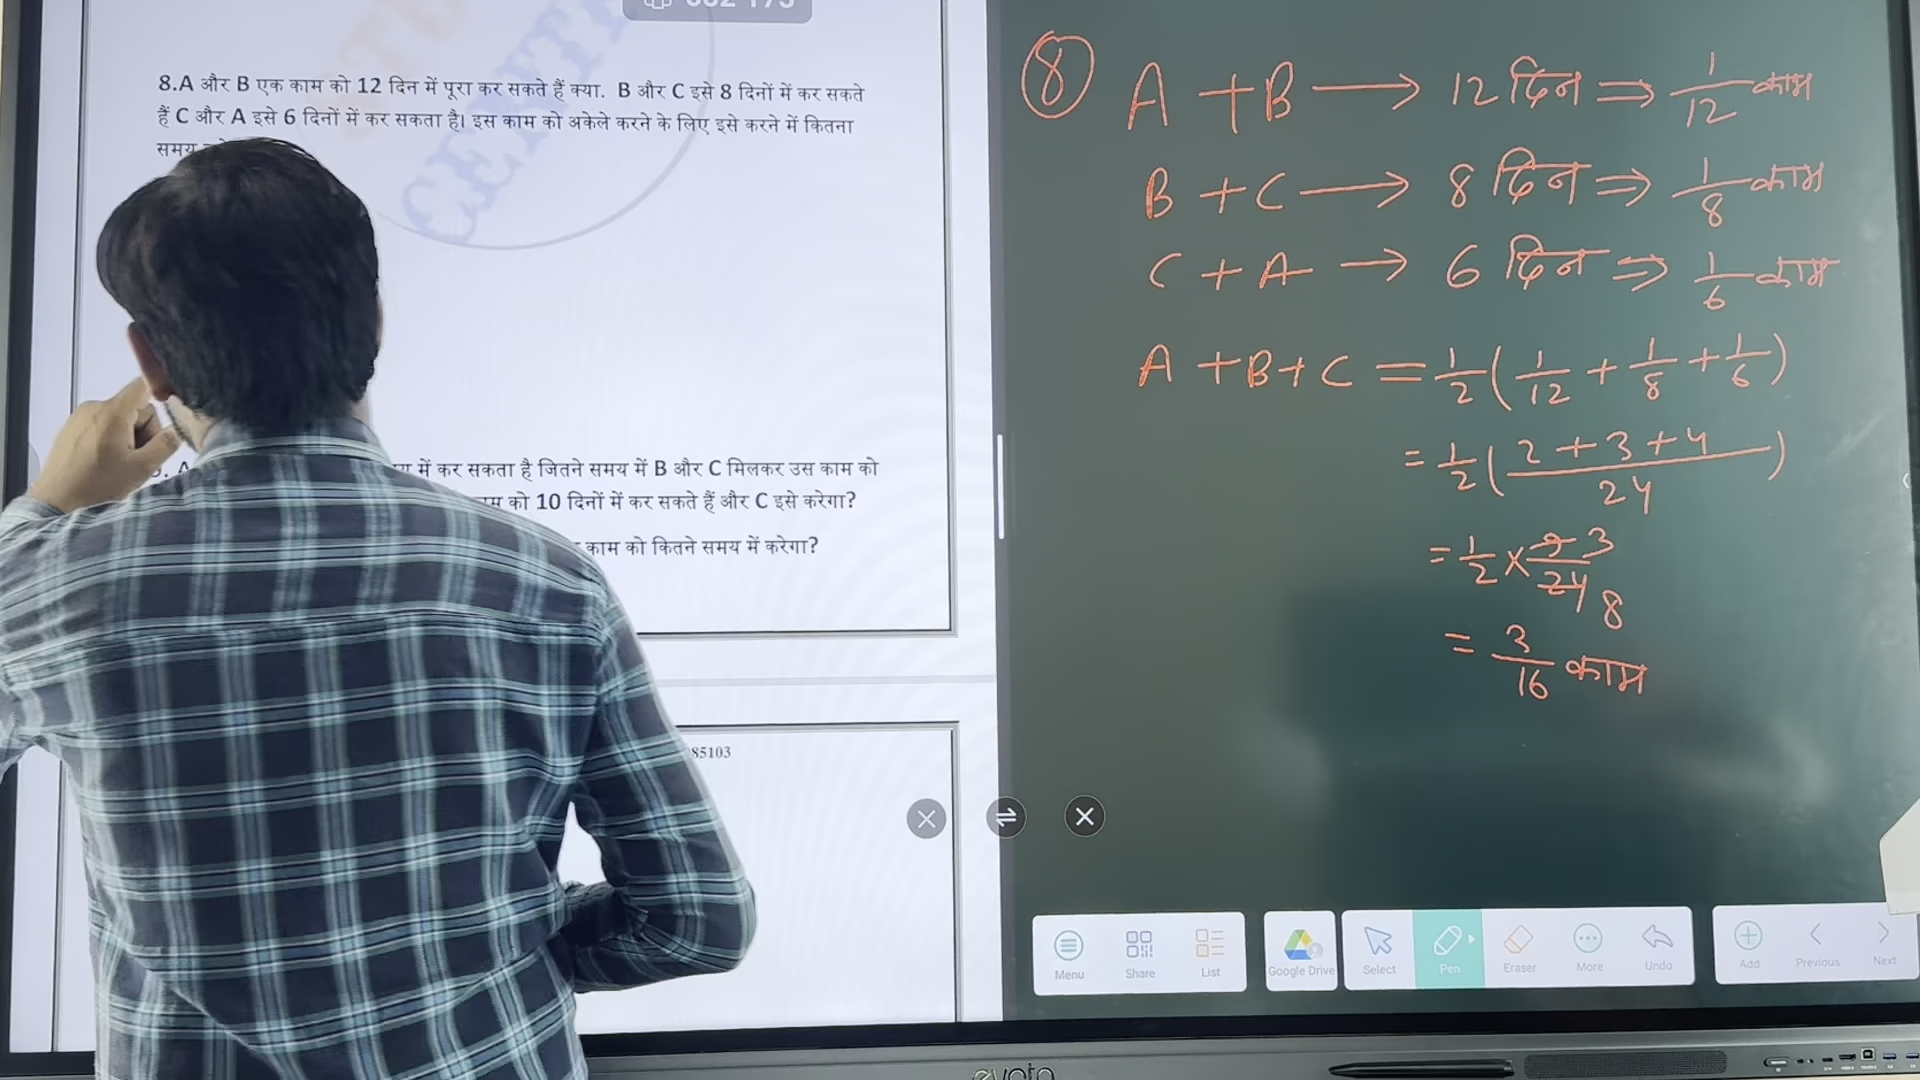 8.A और B एक काम को 12 दिन में पूरा कर सकते हैं क्या. B और C इसे 8 दिनों में कर सकते
हैं C और A इसे 6 दिनों में कर सकता है। इस काम को अकेले करने के लिए इसे करने में कितना
समय
में कर सकता है जितने समय में B और C मिलकर उस काम को
को 10 दिनों में कर सकते हैं और C इसे करेगा?
काम को कितने समय में करेगा?
85103
8 A + B → 12 दिन ⇒ 1/12 काम
B + C → 8 दिन ⇒ 1/8 काम
C + A → 6 दिन ⇒ 1/6 काम
A + B + C = 1/2 ( 1/12 + 1/8 + 1/6 )
= 1/2 ( 2 + 3 + 4 / 24 )
= 1/2 × 9/24 3 8
= 3/16 काम
Menu Share List Google Drive Select Pen Eraser More Undo Add Previous Next